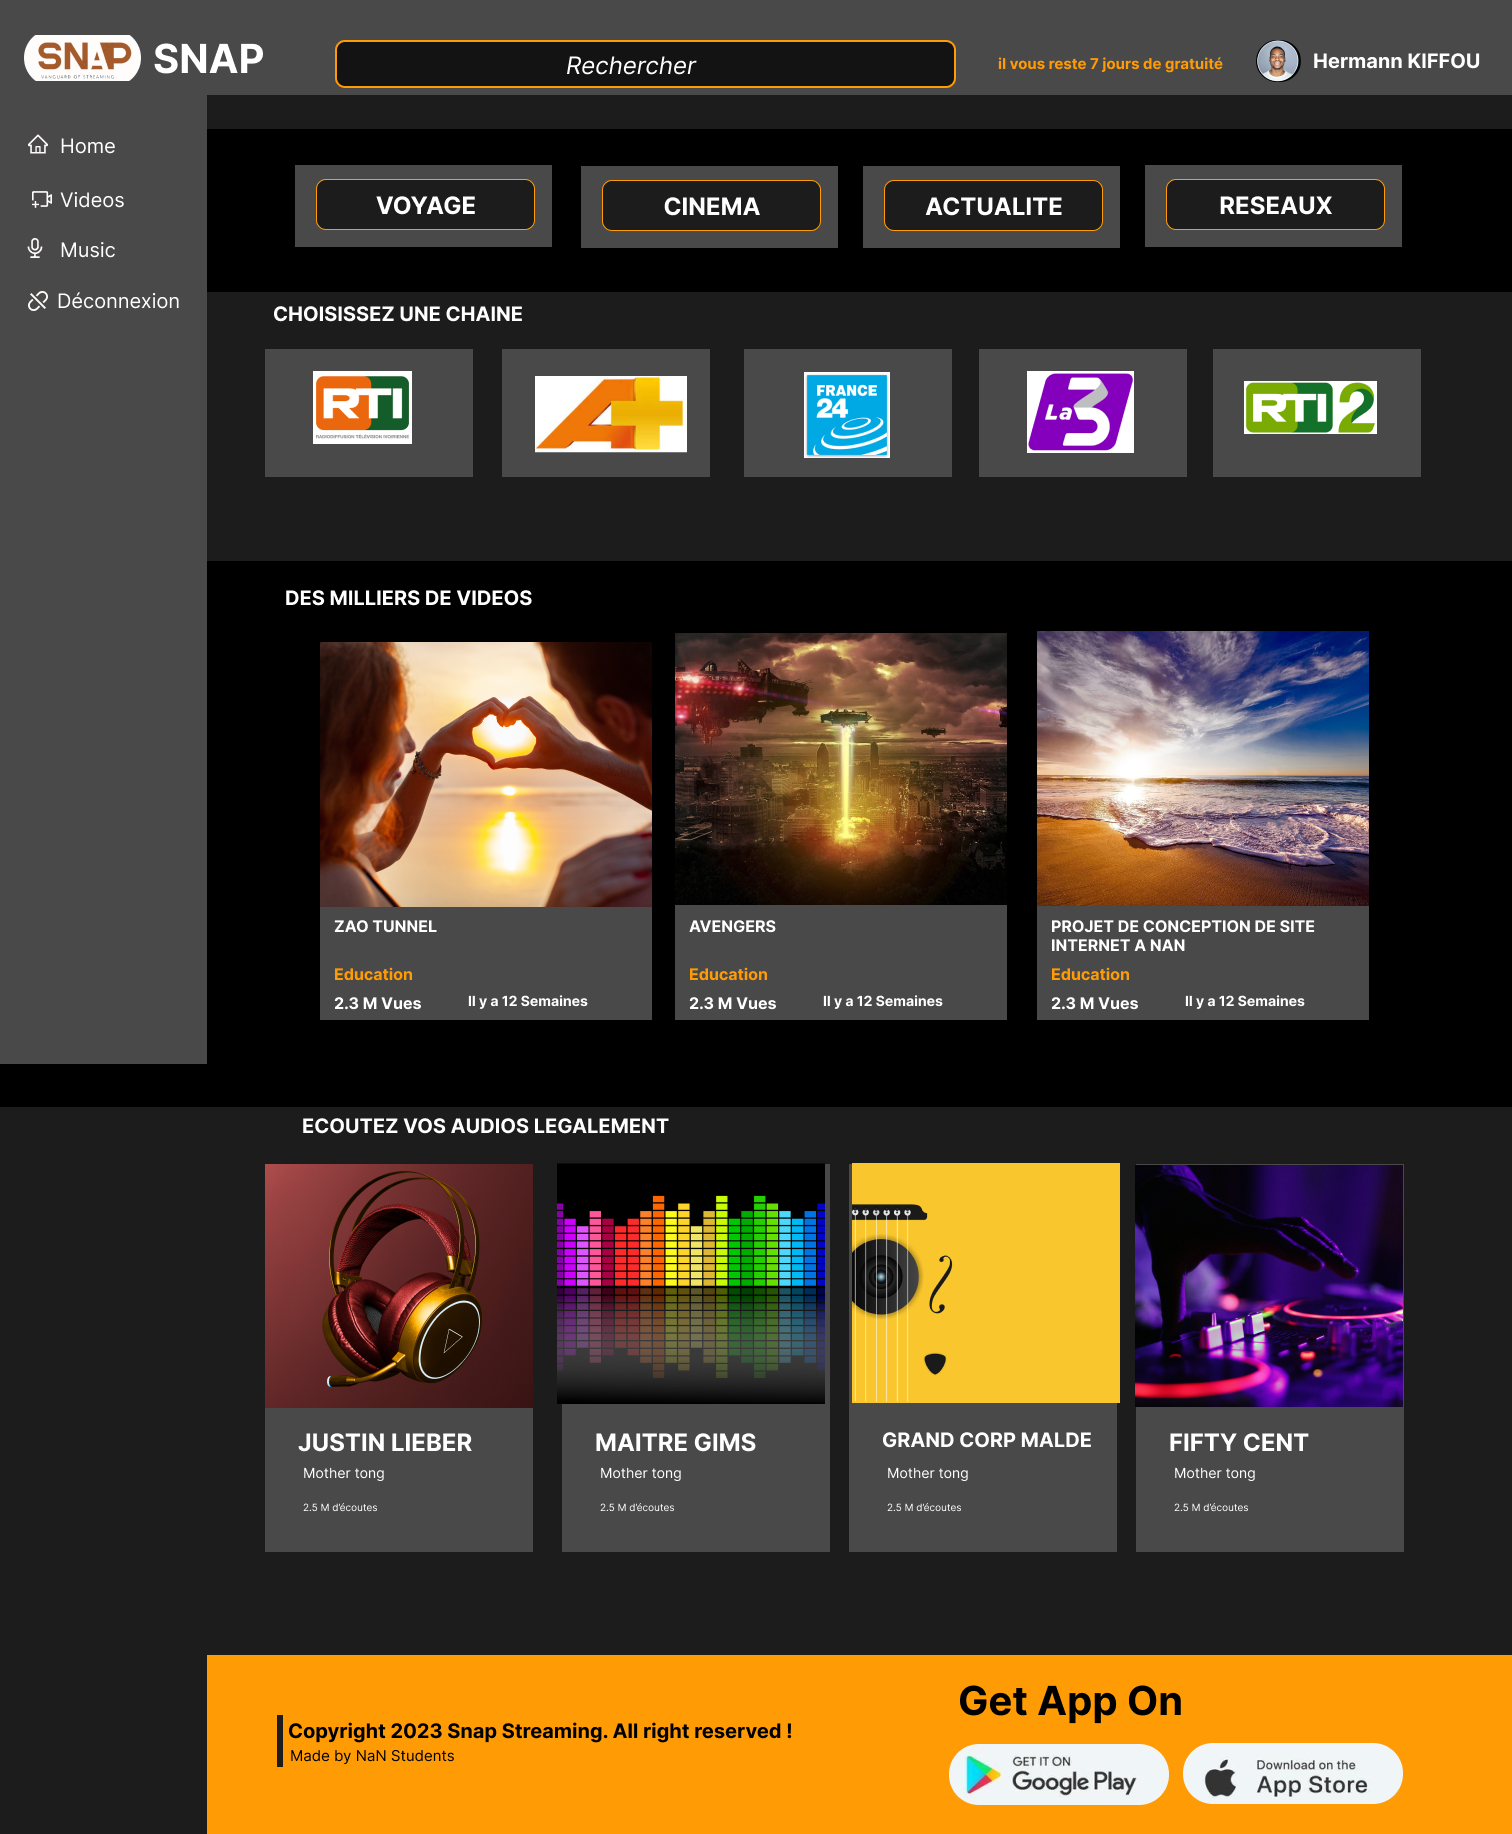 SNAP
VANGUARD OF STREAMING
SNAP
Rechercher
il vous reste 7 jours de gratuité
Hermann KIFFOU
Home
Videos
Music
Déconnexion
VOYAGE
CINEMA
ACTUALITE
RESEAUX
CHOISISSEZ UNE CHAINE
RTI
RADIODIFFUSION TÉLÉVISION IVOIRIENNE
A+
FRANCE
24
La 3
RTI 2
DES MILLIERS DE VIDEOS
ZAO TUNNEL
Education
2.3 M Vues
Il y a 12 Semaines
AVENGERS
Education
2.3 M Vues
Il y a 12 Semaines
PROJET DE CONCEPTION DE SITE
INTERNET A NAN
Education
2.3 M Vues
Il y a 12 Semaines
ECOUTEZ VOS AUDIOS LEGALEMENT
JUSTIN LIEBER
Mother tong
2.5 M d'écoutes
MAITRE GIMS
Mother tong
2.5 M d'écoutes
GRAND CORP MALDE
Mother tong
2.5 M d'écoutes
FIFTY CENT
Mother tong
2.5 M d'écoutes
Copyright 2023 Snap Streaming. All right reserved !
Made by NaN Students
Get App On
GET IT ON
Google Play
Download on the
App Store